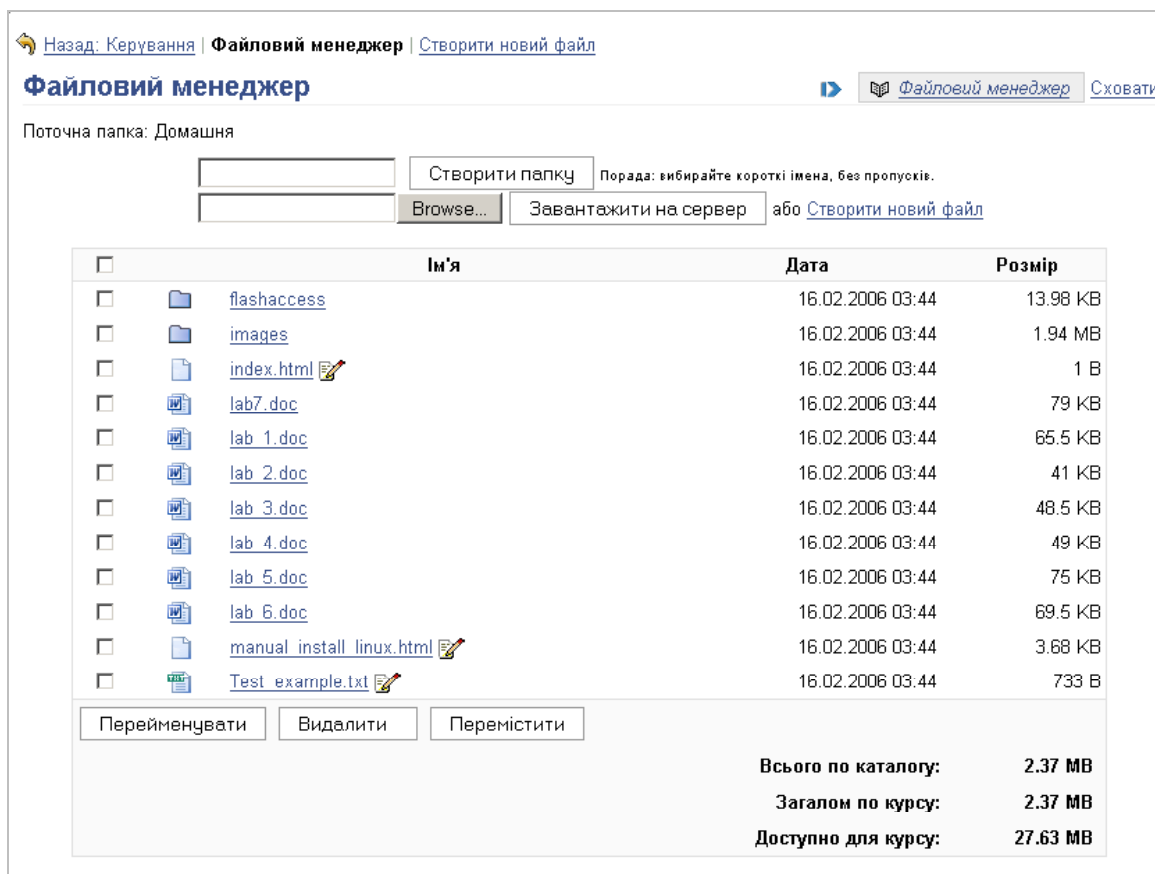 Назад: Керування | Файловий менеджер | Створити новий файл
Файловий менеджер
Файловий менеджер Сховати
Поточна папка: Домашня
Створити папку Порада: вибирайте короткі імена, без пропусків.
Browse... Завантажити на сервер або Створити новий файл
Ім'я Дата Розмір
flashaccess 16.02.2006 03:44 13.98 KB
images 16.02.2006 03:44 1.94 MB
index.html 16.02.2006 03:44 1 B
lab7.doc 16.02.2006 03:44 79 KB
lab_1.doc 16.02.2006 03:44 65.5 KB
lab_2.doc 16.02.2006 03:44 41 KB
lab_3.doc 16.02.2006 03:44 48.5 KB
lab_4.doc 16.02.2006 03:44 49 KB
lab_5.doc 16.02.2006 03:44 75 KB
lab_6.doc 16.02.2006 03:44 69.5 KB
manual_install_linux.html 16.02.2006 03:44 3.68 KB
Test_example.txt 16.02.2006 03:44 733 B
Перейменувати Видалити Перемістити
Всього по каталогу: 2.37 MB
Загалом по курсу: 2.37 MB
Доступно для курсу: 27.63 MB